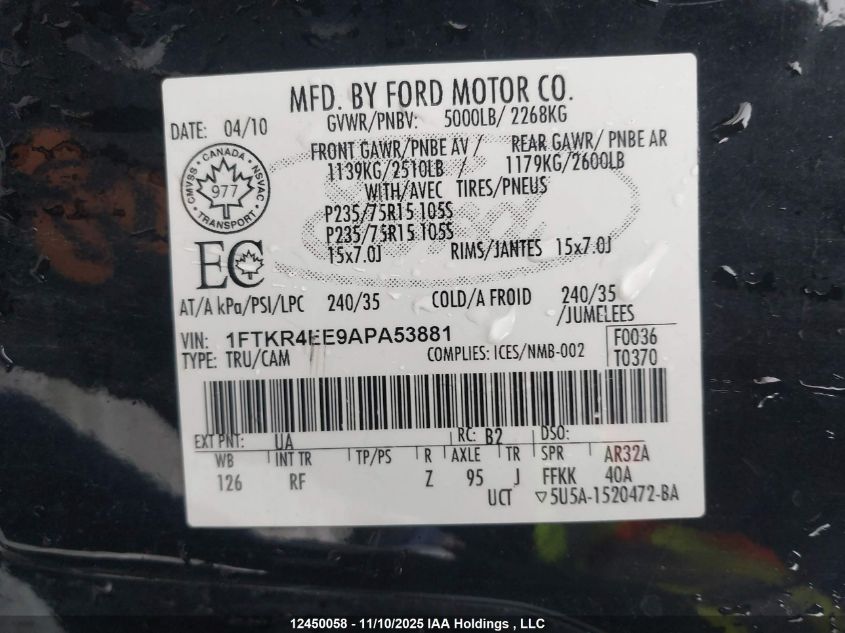 MFD. BY FORD MOTOR CO.
DATE: 04/10 GVWR/PNBV: 5000LB/ 2268KG
FRONT GAWR/PNBE AV / REAR GAWR/ PNBE AR
1139KG/2510LB / 1179KG/2600LB
WITH/AVEC TIRES/PNEUS
P235/75R15 105S
P235/75R15 105S
15x7.0J RIMS/JANTES 15x7.0J
CANADA
CMVSS
977
NSVAC
TRANSPORT
EC
AT/A kPa/PSI/LPC 240/35 COLD/A FROID 240/35
/JUMELEES
VIN: 1FTKR4EE9APA53881 F0036
TYPE: TRU/CAM COMPLIES: ICES/NMB-002 T0370
EXT PNT: UA RC: B2 DSO:
WB INT TR TP/PS R AXLE TR SPR AR32A
126 RF Z 95 J FFKK 40A
UCT ▽5U5A-1520472-BA
12450058 - 11/10/2025 IAA Holdings , LLC